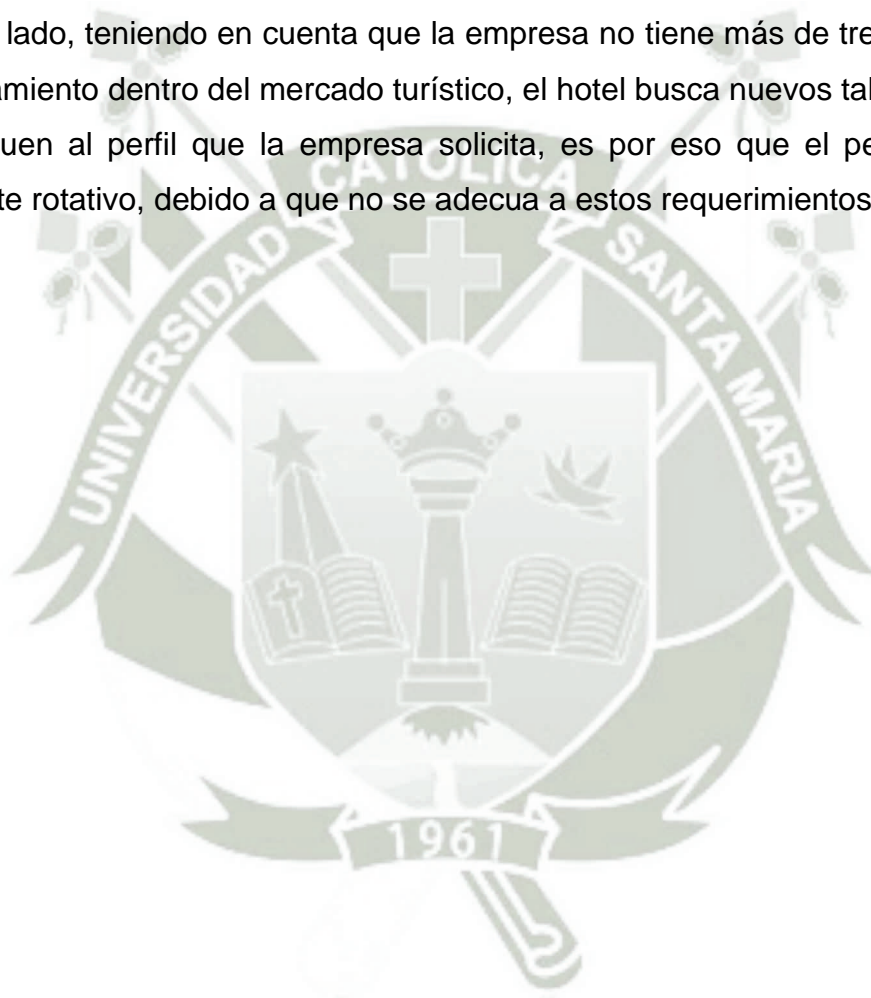 lado, teniendo en cuenta que la empresa no tiene más de tre
amiento dentro del mercado turístico, el hotel busca nuevos tal
uen al perfil que la empresa solicita, es por eso que el pe
te rotativo, debido a que no se adecua a estos requerimientos
CATOLICA
UNIVERSIDAD
SANTA MARIA
1961